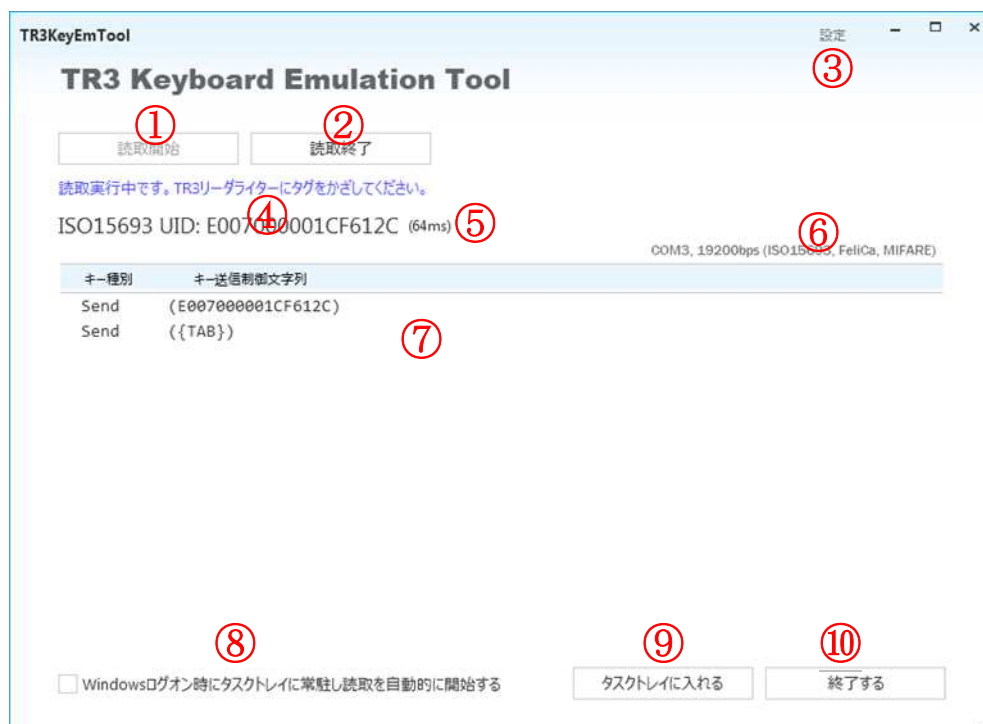 TR3KeyEmTool 設定
③
TR3 Keyboard Emulation Tool
① ②
読取開始 読取終了
読取実行中です。TR3リーダライターにタグをかざしてください。
④ ⑤
ISO15693 UID: E007000001CF612C (64ms)
⑥
COM3, 19200bps (ISO15693, FeliCa, MIFARE)
キー種別 キー送信制御文字列
Send (E007000001CF612C)
Send ({TAB})
⑦
⑧ ⑨ ⑩
Windowsログオン時にタスクトレイに常駐し読取を自動的に開始する タスクトレイに入れる 終了する